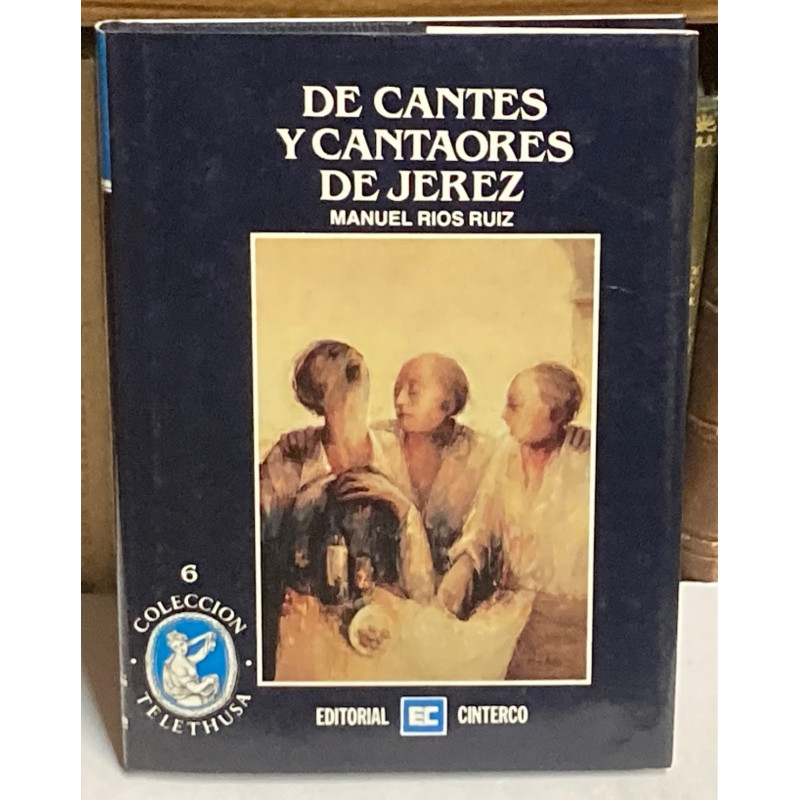 DE CANTES
Y CANTAORES
DE JEREZ
MANUEL RIOS RUIZ
6
COLECCION
TELETHUSA
EDITORIAL EC CINTERCO